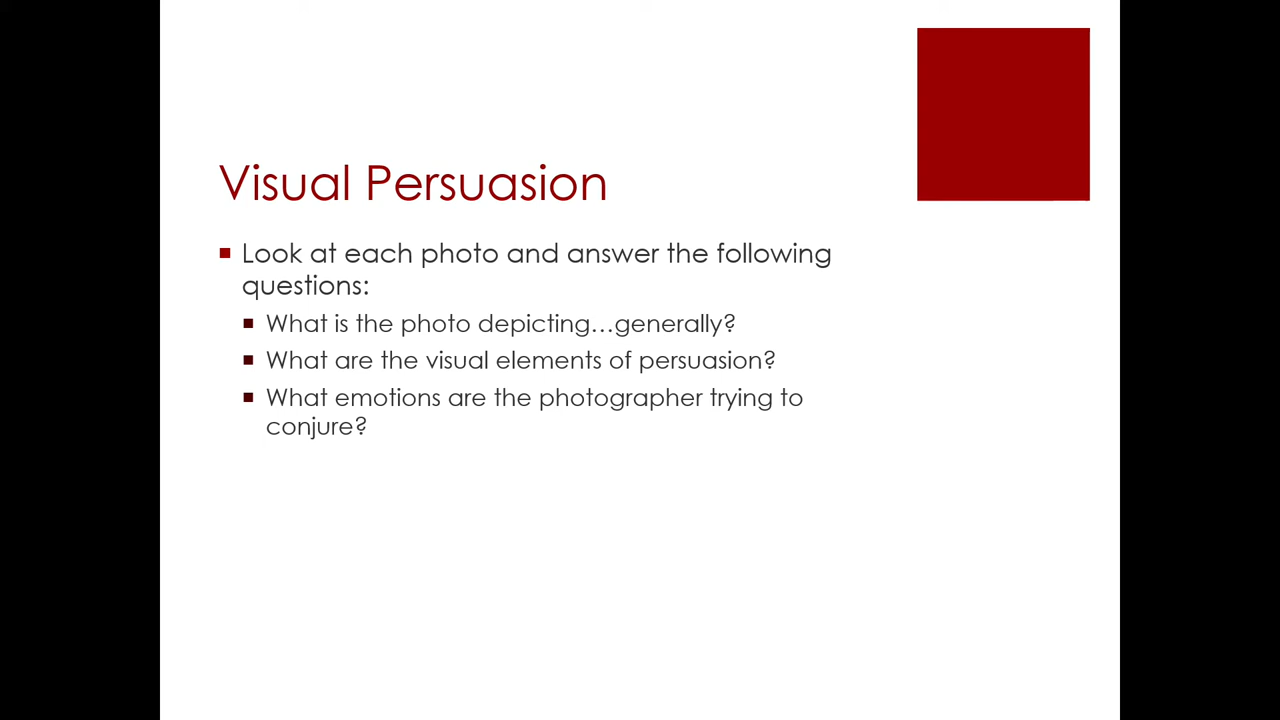 Visual Persuasion
Look at each photo and answer the following
questions:
What is the photo depicting...generally?
What are the visual elements of persuasion?
What emotions are the photographer trying to
conjure?